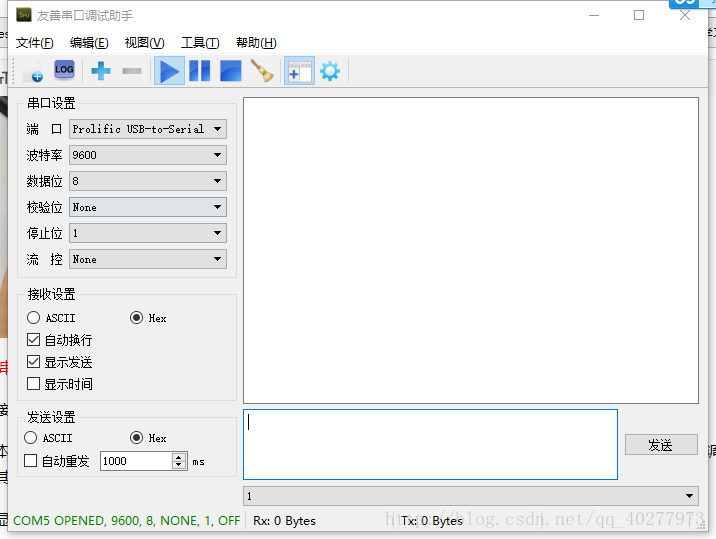 友善串口调试助手
文件(F) 编辑(E) 视图(V) 工具(T) 帮助(H)
LOG
串口设置
端 口 Prolific USB-to-Serial
波特率 9600
数据位 8
校验位 None
停止位 1
流 控 None
接收设置
ASCII Hex
自动换行
显示发送
显示时间
发送设置
ASCII Hex
自动重发 1000 ms
发送
1
COM5 OPENED, 9600, 8, NONE, 1, OFF Rx: 0 Bytes Tx: 0 Bytes
https://blog.csdn.net/qq_40277973